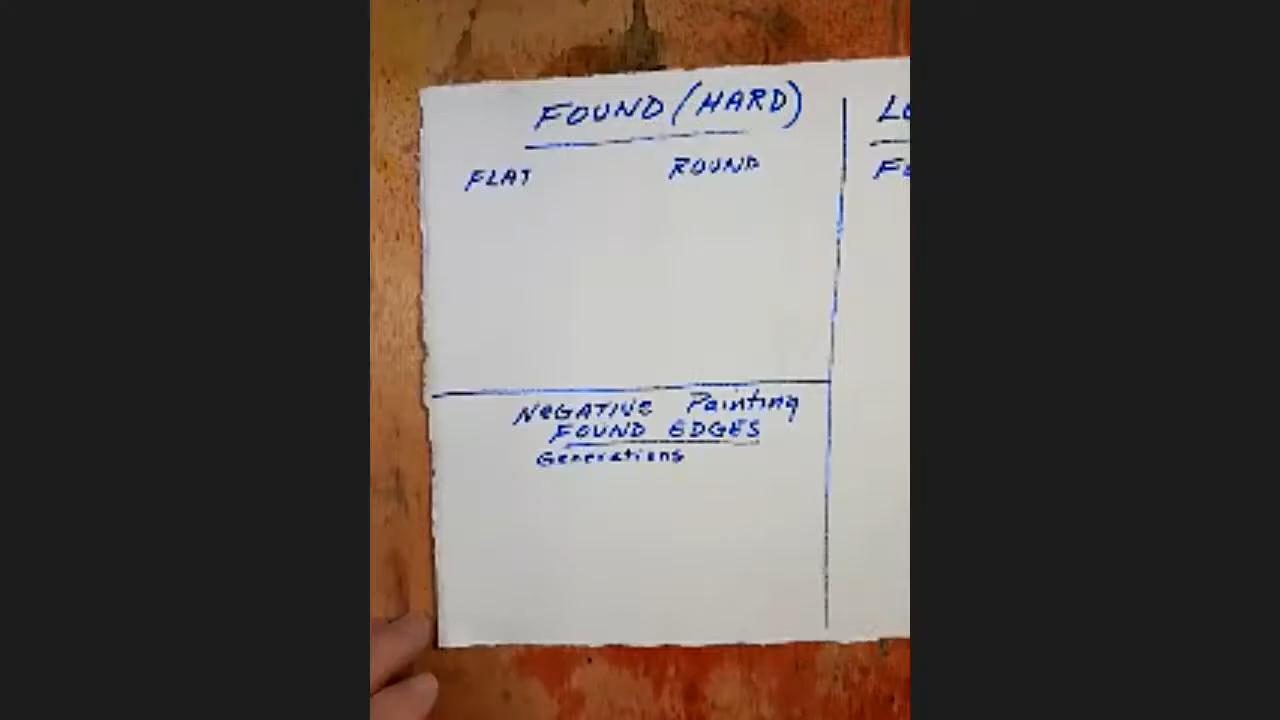 FOUND (HARD)
FLAT ROUND
NEGATIVE Painting
FOUND EDGES
Generations